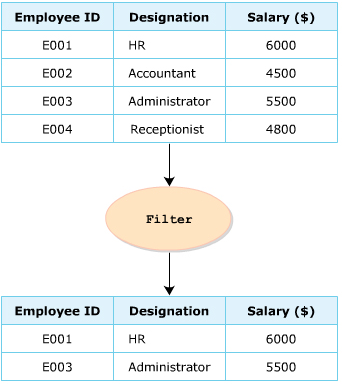 Employee ID Designation Salary ($)
E001 HR 6000
E002 Accountant 4500
E003 Administrator 5500
E004 Receptionist 4800
Filter
Employee ID Designation Salary ($)
E001 HR 6000
E003 Administrator 5500